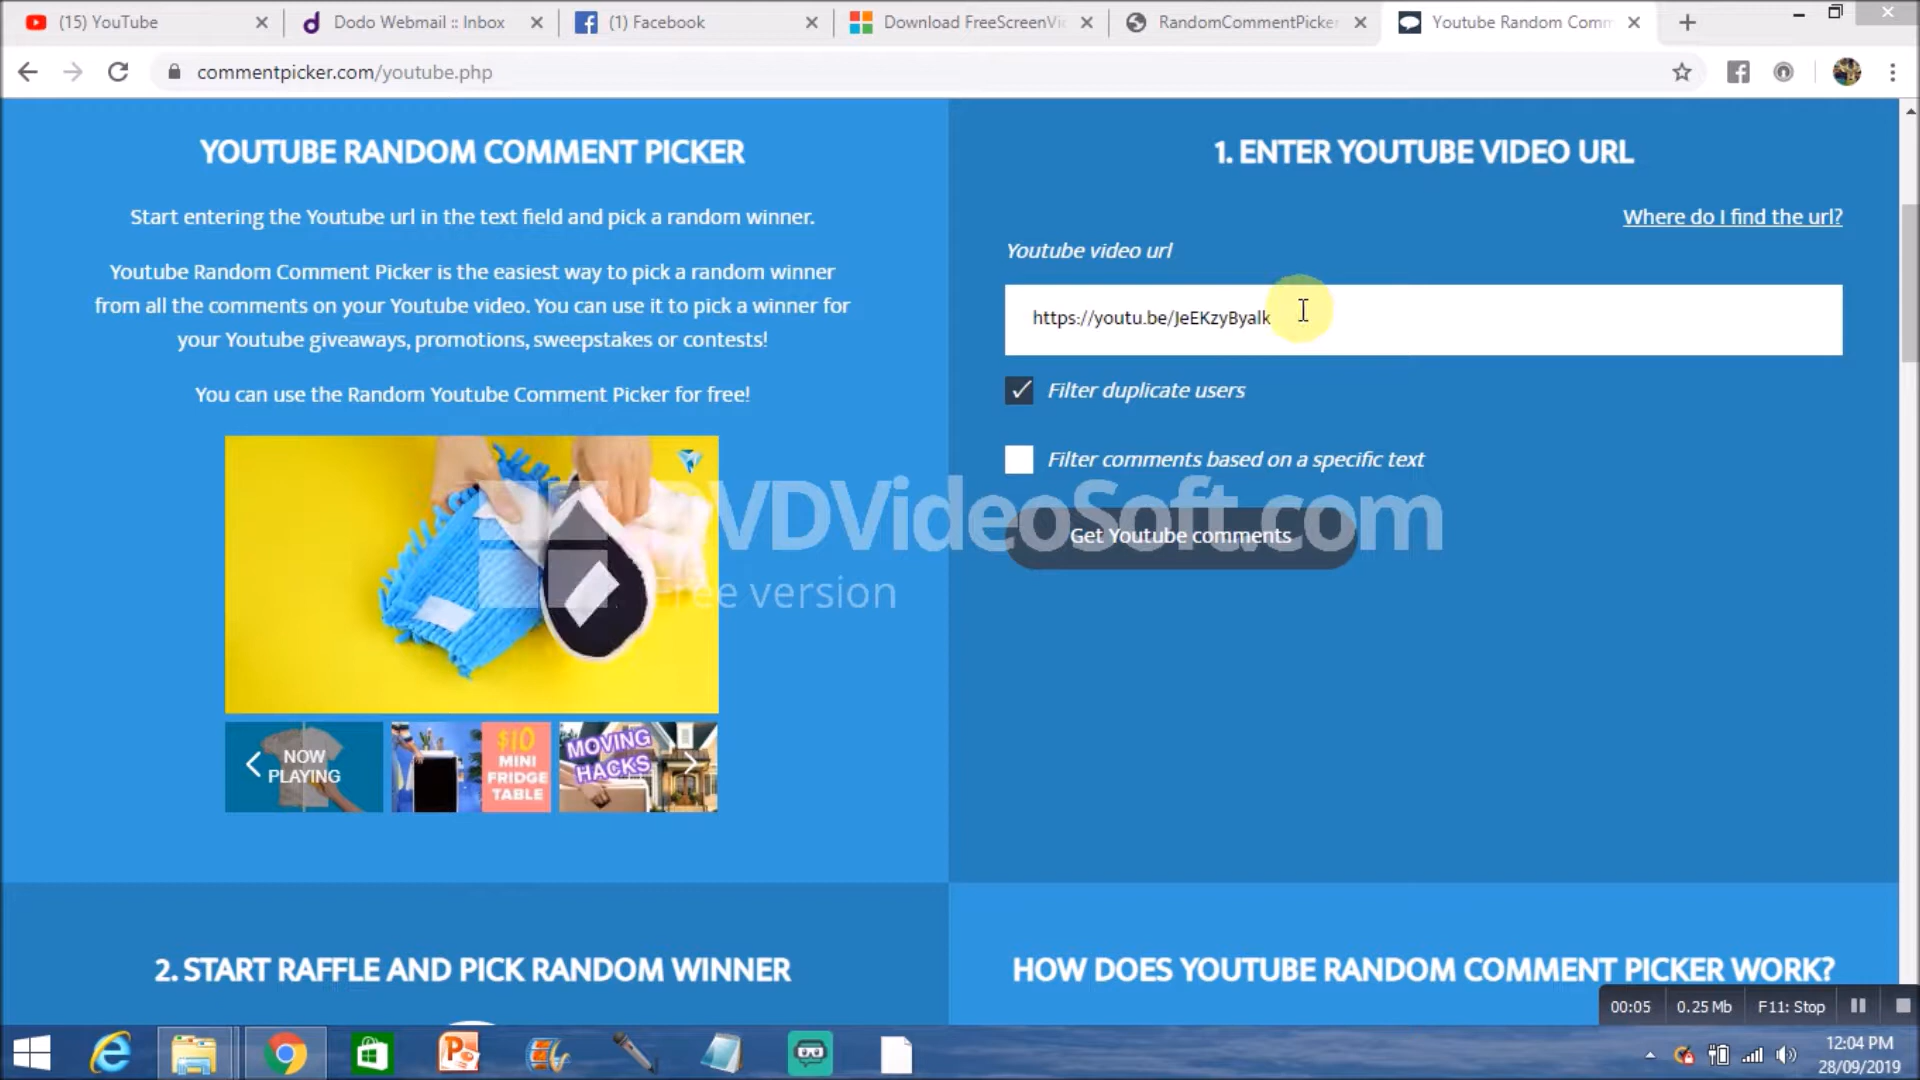 (15) YouTube
Dodo Webmail :: Inbox
(1) Facebook
Download FreeScreenVid
RandomCommentPicker
Youtube Random Comm
commentpicker.com/youtube.php
YOUTUBE RANDOM COMMENT PICKER
Start entering the Youtube url in the text field and pick a random winner.
Youtube Random Comment Picker is the easiest way to pick a random winner
from all the comments on your Youtube video. You can use it to pick a winner for
your Youtube giveaways, promotions, sweepstakes or contests!
You can use the Random Youtube Comment Picker for free!
NOW
PLAYING
$10
MINI
FRIDGE
TABLE
MOVING
HACKS
1. ENTER YOUTUBE VIDEO URL
Where do I find the url?
Youtube video url
https://youtu.be/JeEKzyByalk
Filter duplicate users
Filter comments based on a specific text
Get Youtube comments
DVDVideoSoft.com
Free version
2. START RAFFLE AND PICK RANDOM WINNER
HOW DOES YOUTUBE RANDOM COMMENT PICKER WORK?
00:05
0.25 Mb
F11: Stop
12:04 PM
28/09/2019